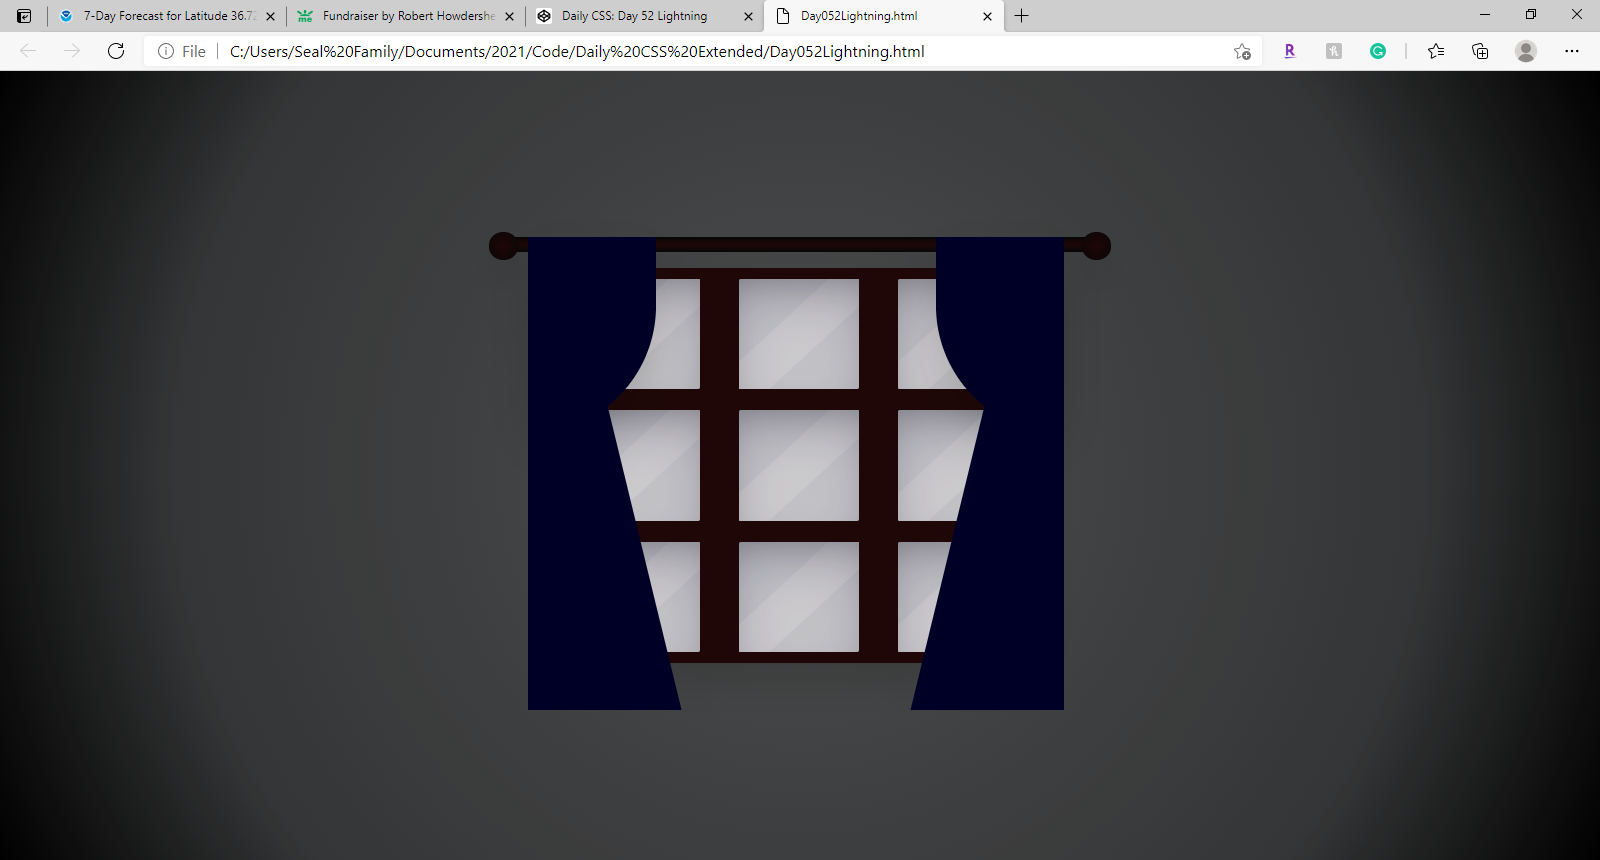 7-Day Forecast for Latitude 36.7
Fundraiser by Robert Howdershe
Daily CSS: Day 52 Lightning
Day052Lightning.html
File
C:/Users/Seal%20Family/Documents/2021/Code/Daily%20CSS%20Extended/Day052Lightning.html